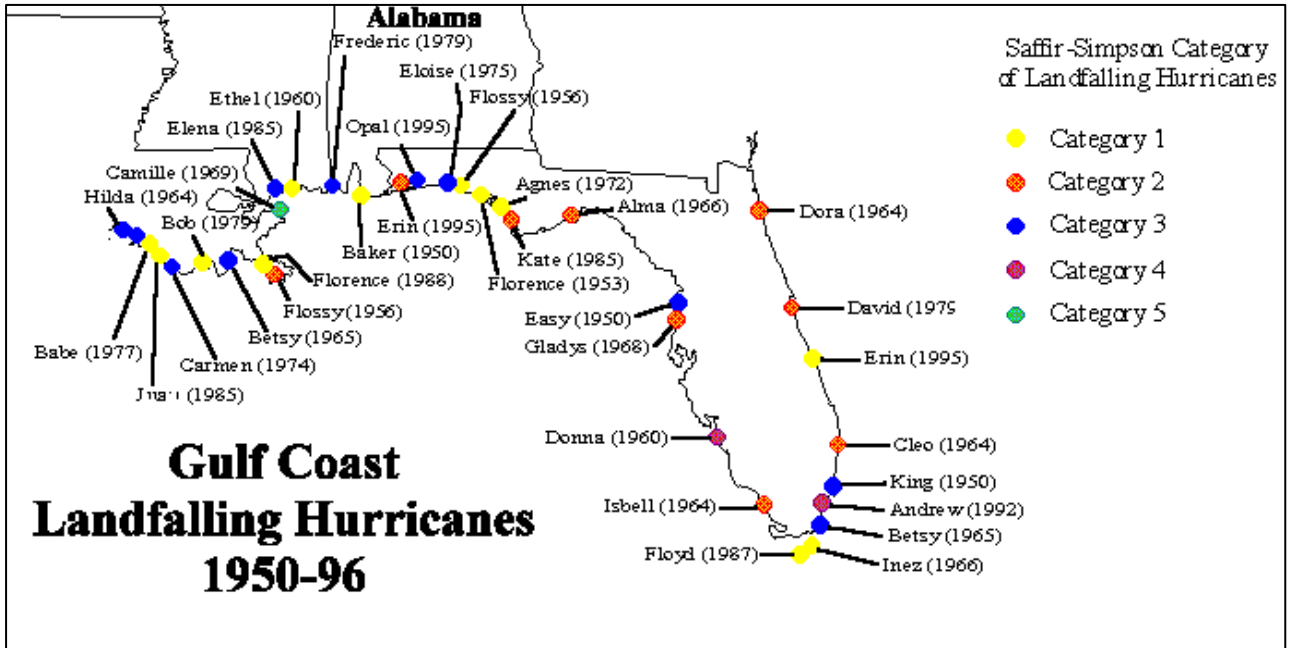 Alabama
Frederic (1979)
Eloise (1975)
Ethel (1960)
Flossy (1956)
Elena (1985)
Opal (1995)
Camille (1969)
Hilda (1964)
Bob (1979)
Agnes (1972)
Alma (1966)
Erin (1995)
Baker (1950)
Kate (1985)
Florence (1988)
Florence (1953)
Flossy (1956)
Betsy (1965)
Babe (1977)
Carmen (1974)
Juan (1985)
Easy (1950)
Gladys (1968)
Donna (1960)
Isbell (1964)
Floyd (1987)
Dora (1964)
David (1979
Erin (1995)
Cleo (1964)
King (1950)
Andrew (1992)
Betsy (1965)
Inez (1966)
Saffir-Simpson Category
of Landfalling Hurricanes
Category 1
Category 2
Category 3
Category 4
Category 5
Gulf Coast
Landfalling Hurricanes
1950-96